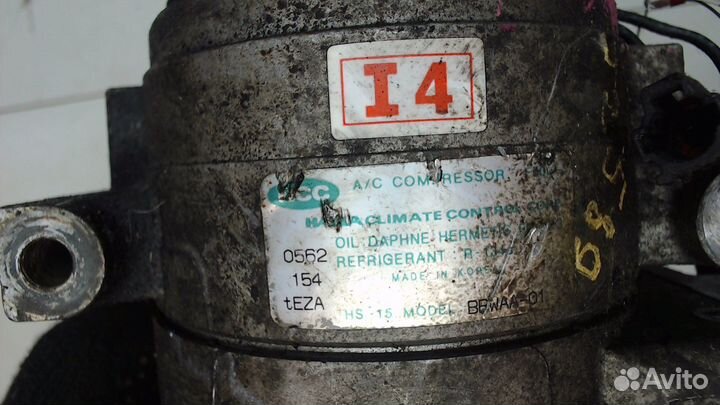 I4
A/C COMPRESSOR
CLIMATE CONTROL
OIL DAPHNE HERMETIC
0562
REFRIGERANT : R
154
MADE IN KOREA
tEZA
HS 15 MODEL
Avito